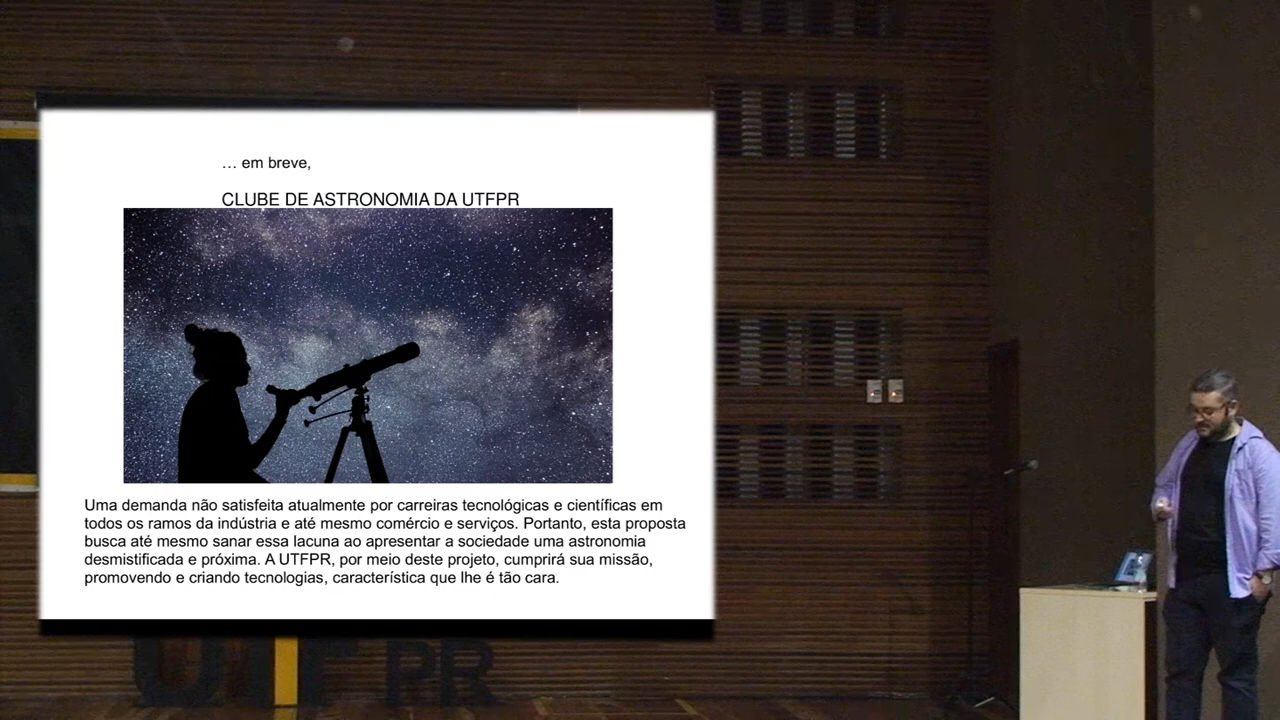 … em breve,
CLUBE DE ASTRONOMIA DA UTFPR
Uma demanda não satisfeita atualmente por carreiras tecnológicas e científicas em
todos os ramos da indústria e até mesmo comércio e serviços. Portanto, esta proposta
busca até mesmo sanar essa lacuna ao apresentar a sociedade uma astronomia
desmistificada e próxima. A UTFPR, por meio deste projeto, cumprirá sua missão,
promovendo e criando tecnologias, característica que lhe é tão cara.
UTFPR